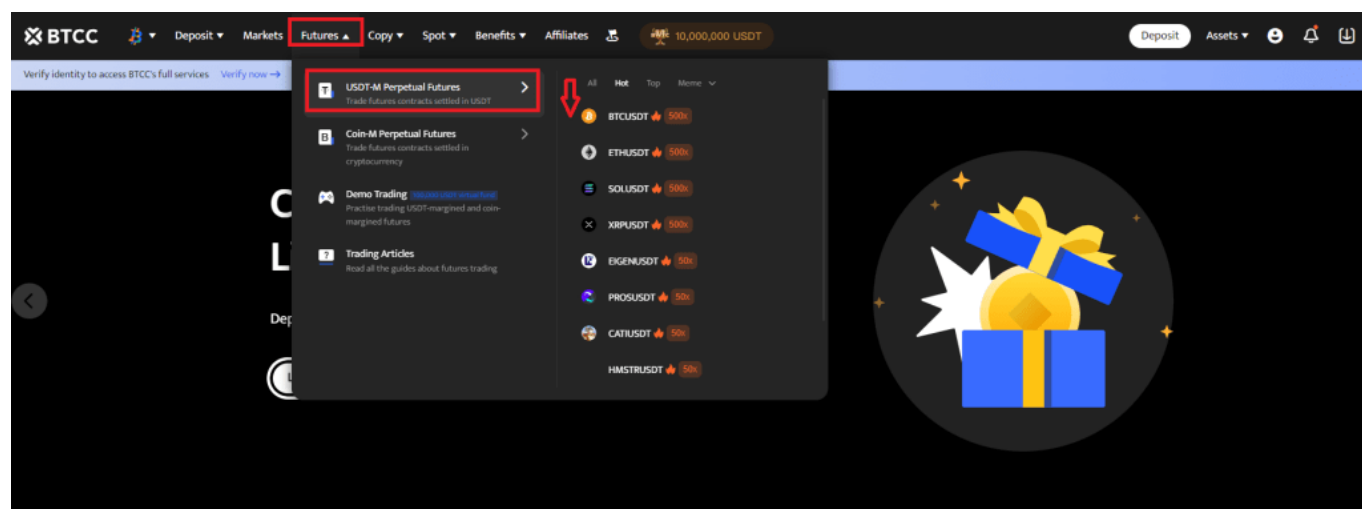 BTCC
Deposit
Markets
Futures
Copy
Spot
Benefits
Affiliates
10,000,000 USDT
Deposit
Assets
Verify identity to access BTCC's full services Verify now →
USDT-M Perpetual Futures
Trade futures contracts settled in USDT
Coin-M Perpetual Futures
Trade futures contracts settled in
cryptocurrency
Demo Trading
Practise trading USDT-margined and coin-
margined futures
Trading Articles
Read all the guides about futures trading
All Hot Top Meme
BTCUSDT 500x
ETHUSDT 500x
SOLUSDT 500x
XRPUSDT 500x
EIGENUSDT 50x
PROSUSDT 50x
CATIUSDT 50x
HMSTRUSDT 50x
C
L
Dep